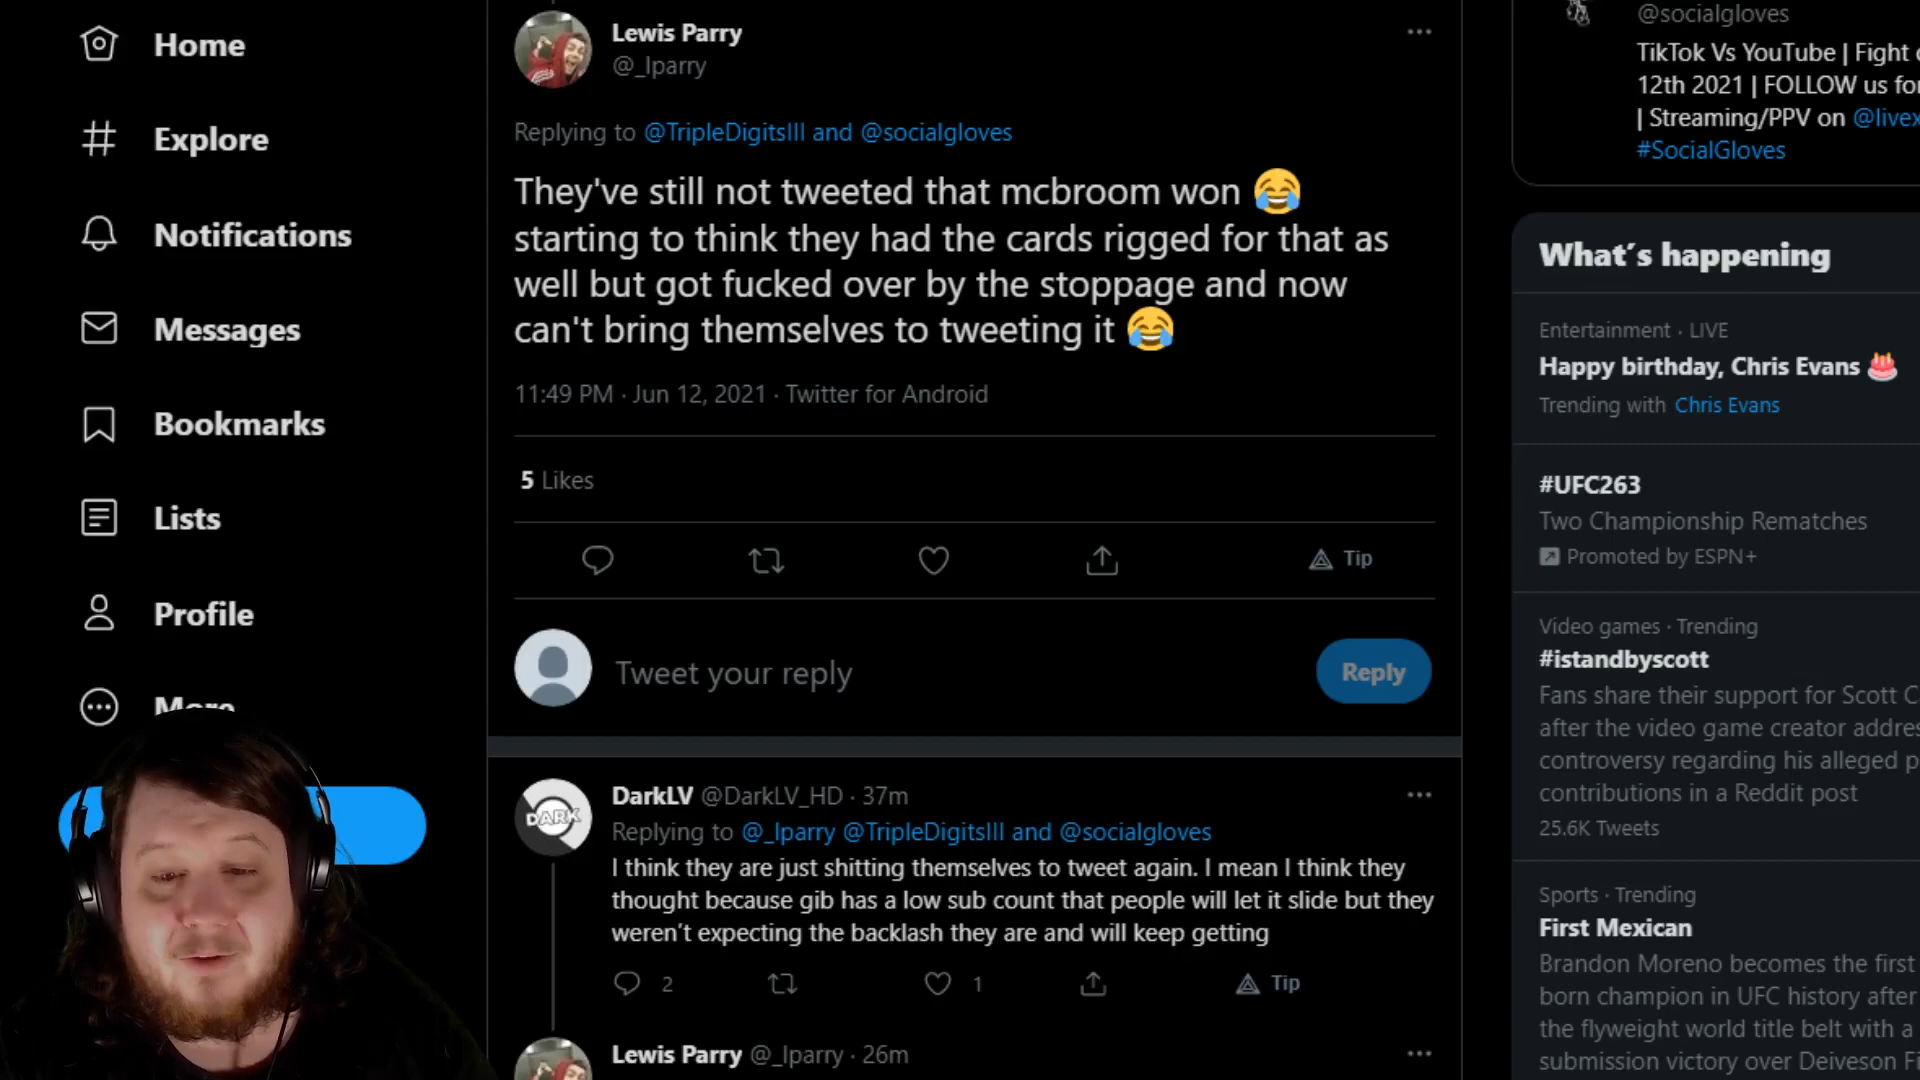 Home
Explore
Notifications
Messages
Bookmarks
Lists
Profile
More
Lewis Parry
@_lparry
Replying to @TripleDigitsIII and @socialgloves
They've still not tweeted that mcbroom won 😂
starting to think they had the cards rigged for that as
well but got fucked over by the stoppage and now
can't bring themselves to tweeting it 😂
11:49 PM · Jun 12, 2021 · Twitter for Android
5 Likes
Tip
Tweet your reply
Reply
DARK
DarkLV @DarkLV_HD · 37m
Replying to @_lparry @TripleDigitsIII and @socialgloves
I think they are just shitting themselves to tweet again. I mean I think they
thought because gib has a low sub count that people will let it slide but they
weren't expecting the backlash they are and will keep getting
2 1 Tip
Lewis Parry @_lparry · 26m
@socialgloves
TikTok Vs YouTube | Fight
12th 2021 | FOLLOW us for
| Streaming/PPV on @livex
#SocialGloves
What's happening
Entertainment · LIVE
Happy birthday, Chris Evans 🎂
Trending with Chris Evans
#UFC263
Two Championship Rematches
Promoted by ESPN+
Video games · Trending
#istandbyscott
Fans share their support for Scott C
after the video game creator addres
controversy regarding his alleged p
contributions in a Reddit post
25.6K Tweets
Sports · Trending
First Mexican
Brandon Moreno becomes the first
born champion in UFC history after
the flyweight world title belt with a
submission victory over Deiveson Fi